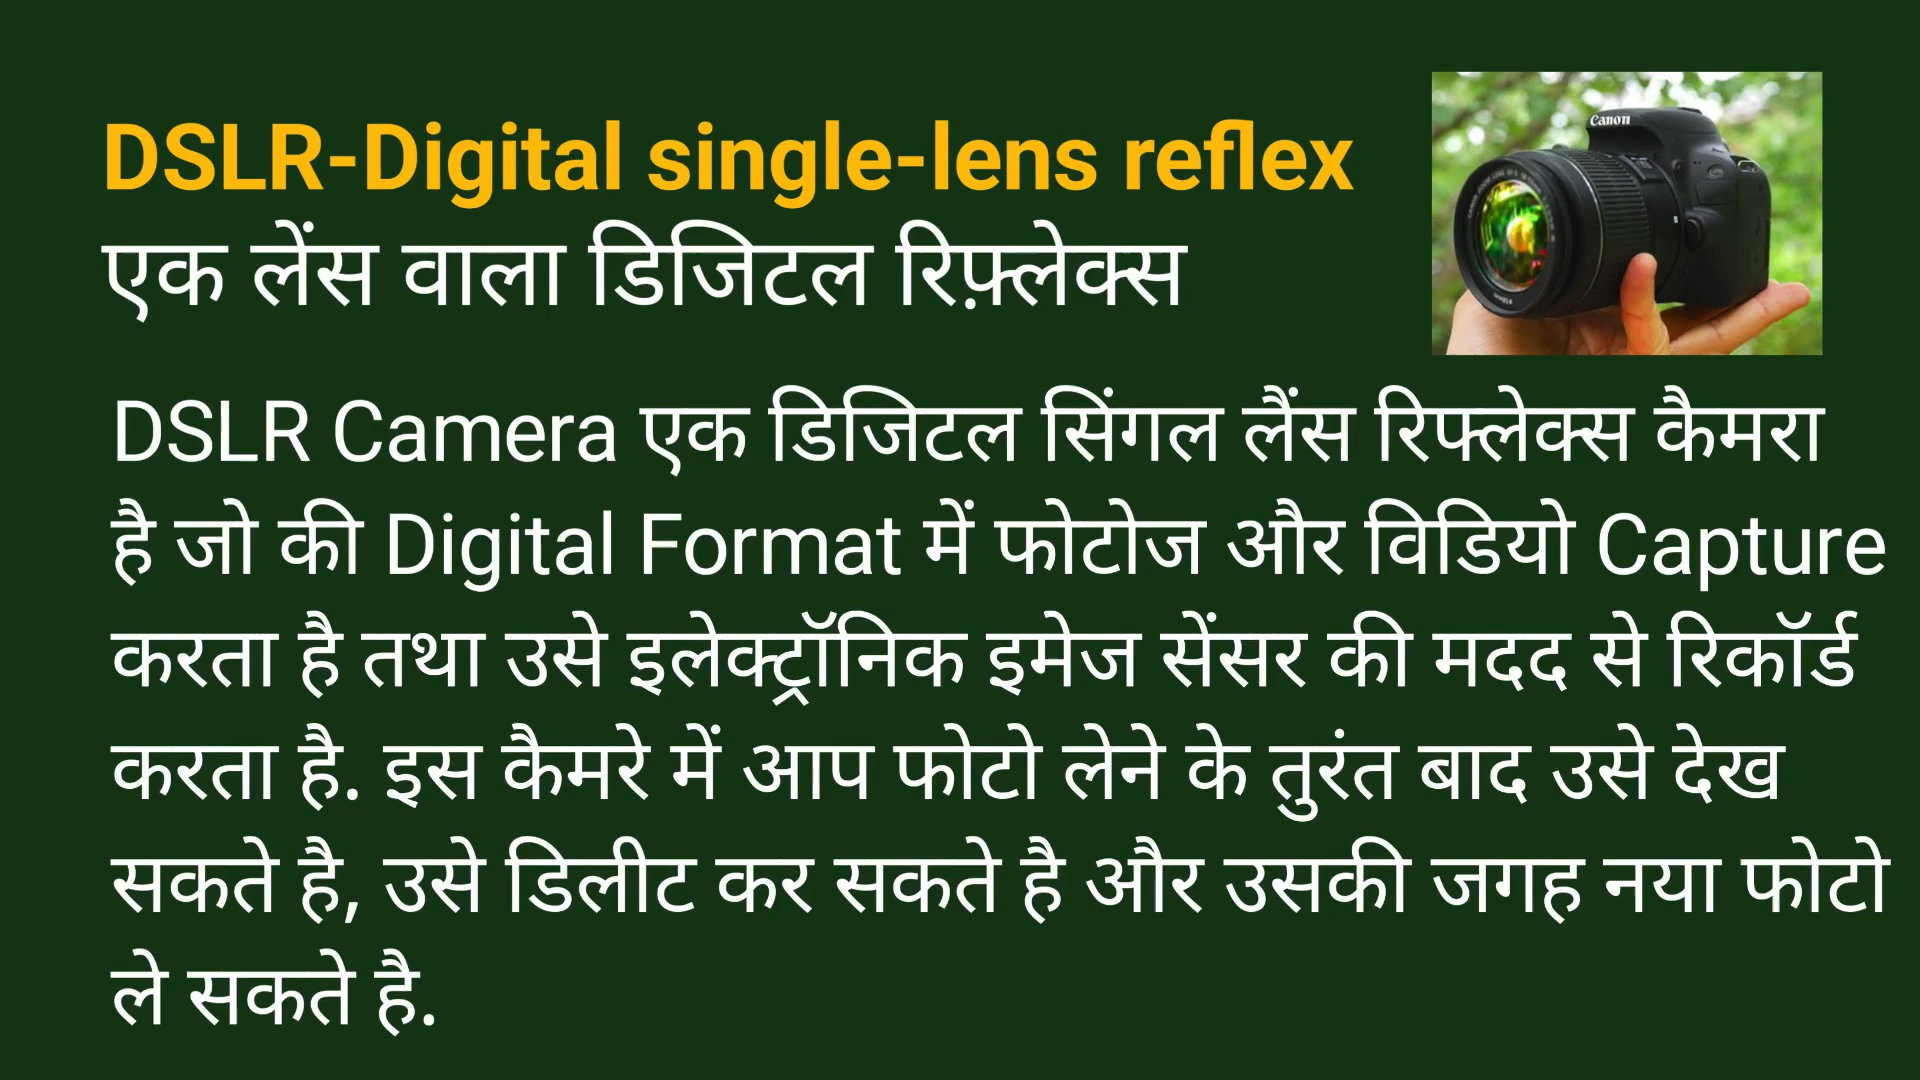 DSLR-Digital single-lens reflex
एक लेंस वाला डिजिटल रिफ़्लेक्स
Canon
DSLR Camera एक डिजिटल सिंगल लैंस रिफ्लेक्स कैमरा
है जो की Digital Format में फोटोज और विडियो Capture
करता है तथा उसे इलेक्ट्रॉनिक इमेज सेंसर की मदद से रिकॉर्ड
करता है. इस कैमरे में आप फोटो लेने के तुरंत बाद उसे देख
सकते है, उसे डिलीट कर सकते है और उसकी जगह नया फोटो
ले सकते है.